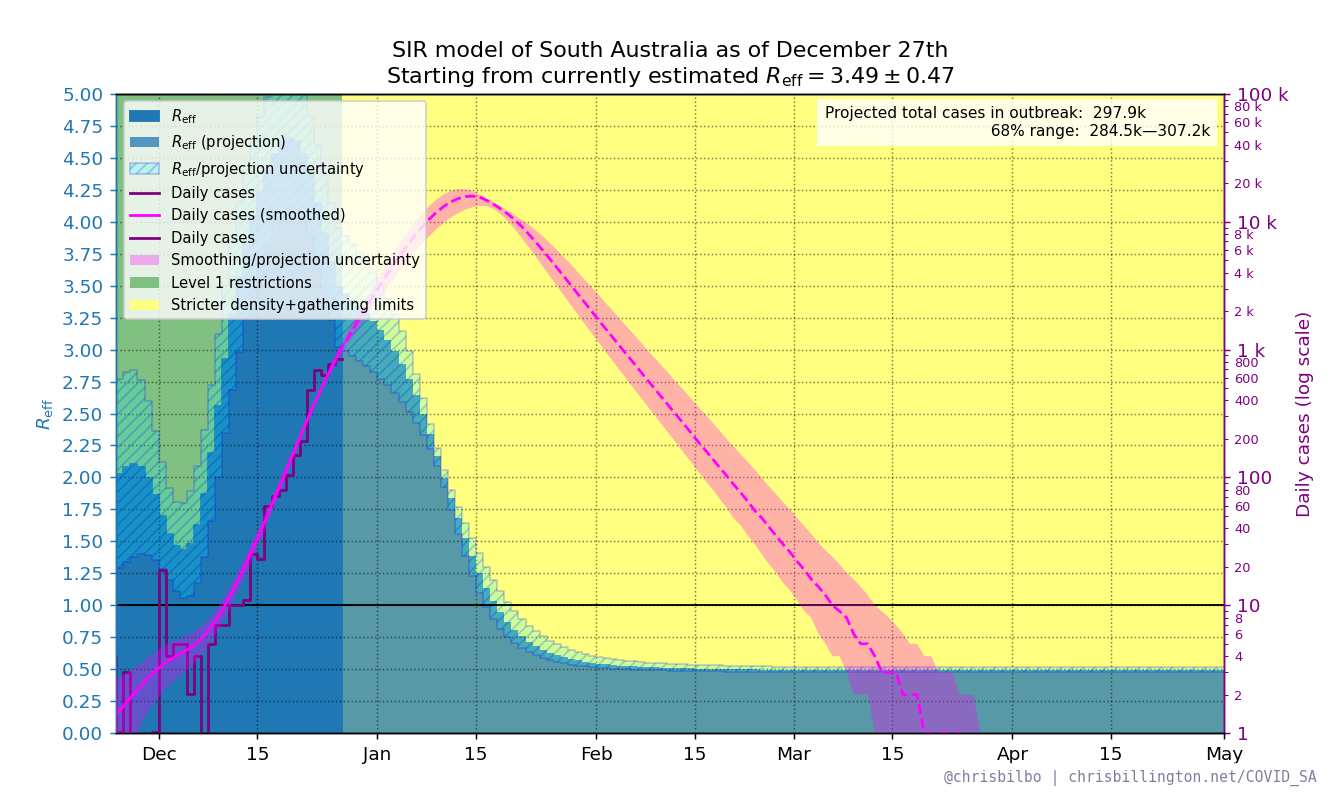 SIR model of South Australia as of December 27th
Starting from currently estimated R_eff = 3.49 ± 0.47
5.00
4.75
4.50
4.25
4.00
3.75
3.50
3.25
3.00
2.75
2.50
2.25
2.00
1.75
1.50
1.25
1.00
0.75
0.50
0.25
0.00
R_eff
R_eff
R_eff (projection)
R_eff/projection uncertainty
Daily cases
Daily cases (smoothed)
Daily cases
Smoothing/projection uncertainty
Level 1 restrictions
Stricter density+gathering limits
Projected total cases in outbreak: 297.9k
68% range: 284.5k—307.2k
100 k
80 k
60 k
40 k
20 k
10 k
8 k
6 k
4 k
2 k
1 k
800
600
400
200
100
80
60
40
20
10
8
6
4
2
1
Daily cases (log scale)
Dec 15 Jan 15 Feb 15 Mar 15 Apr 15 May
@chrisbilbo | chrisbillington.net/COVID_SA